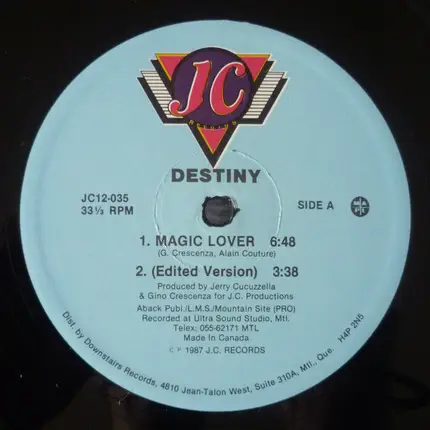 JC
RECORDS
DESTINY
JC12-035
33⅓ RPM
SIDE A
1. MAGIC LOVER 6:48
(G. Crescenza, Alain Couture)
2. (Edited Version) 3:38
Produced by Jerry Cucuzzella
& Gino Crescenza for J.C. Productions
Aback Publ./L.M.S./Mountain Site (PRO)
Recorded at Ultra Sound Studio, Mtl.
Telex: 055-62171 MTL
Made in Canada
© ℗ 1987 J.C. RECORDS
Dist. by Downstairs Records, 4810 Jean-Talon West, Suite 310A, Mtl., Que. H4P 2N5